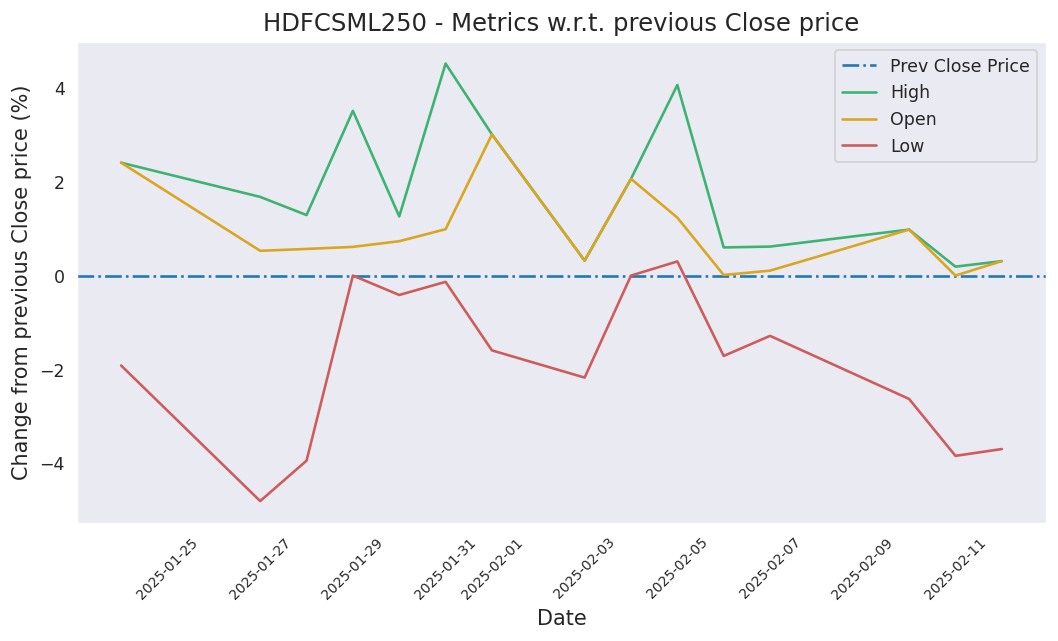 HDFCSML250 - Metrics w.r.t. previous Close price
Prev Close Price
High
Open
Low
Change from previous Close price (%)
4
2
0
−2
−4
2025-01-25
2025-01-27
2025-01-29
2025-01-31
2025-02-01
2025-02-03
2025-02-05
2025-02-07
2025-02-09
2025-02-11
Date